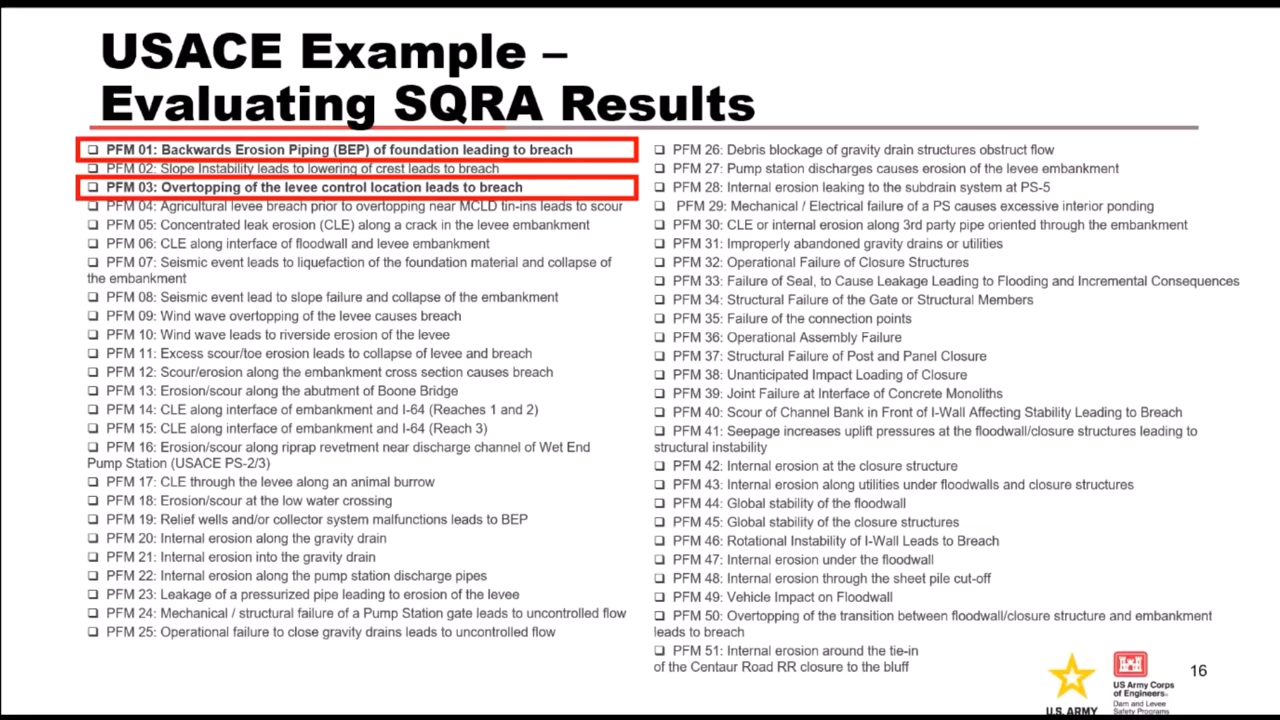 USACE Example –
Evaluating SQRA Results
❑ PFM 01: Backwards Erosion Piping (BEP) of foundation leading to breach
❑ PFM 02: Slope Instability leads to lowering of crest leads to breach
❑ PFM 03: Overtopping of the levee control location leads to breach
❑ PFM 04: Agricultural levee breach prior to overtopping near MCLD tin-ins leads to scour
❑ PFM 05: Concentrated leak erosion (CLE) along a crack in the levee embankment
❑ PFM 06: CLE along interface of floodwall and levee embankment
❑ PFM 07: Seismic event leads to liquefaction of the foundation material and collapse of
the embankment
❑ PFM 08: Seismic event lead to slope failure and collapse of the embankment
❑ PFM 09: Wind wave overtopping of the levee causes breach
❑ PFM 10: Wind wave leads to riverside erosion of the levee
❑ PFM 11: Excess scour/toe erosion leads to collapse of levee and breach
❑ PFM 12: Scour/erosion along the embankment cross section causes breach
❑ PFM 13: Erosion/scour along the abutment of Boone Bridge
❑ PFM 14: CLE along interface of embankment and I-64 (Reaches 1 and 2)
❑ PFM 15: CLE along interface of embankment and I-64 (Reach 3)
❑ PFM 16: Erosion/scour along riprap revetment near discharge channel of Wet End
Pump Station (USACE PS-2/3)
❑ PFM 17: CLE through the levee along an animal burrow
❑ PFM 18: Erosion/scour at the low water crossing
❑ PFM 19: Relief wells and/or collector system malfunctions leads to BEP
❑ PFM 20: Internal erosion along the gravity drain
❑ PFM 21: Internal erosion into the gravity drain
❑ PFM 22: Internal erosion along the pump station discharge pipes
❑ PFM 23: Leakage of a pressurized pipe leading to erosion of the levee
❑ PFM 24: Mechanical / structural failure of a Pump Station gate leads to uncontrolled flow
❑ PFM 25: Operational failure to close gravity drains leads to uncontrolled flow
❑ PFM 26: Debris blockage of gravity drain structures obstruct flow
❑ PFM 27: Pump station discharges causes erosion of the levee embankment
❑ PFM 28: Internal erosion leaking to the subdrain system at PS-5
❑ PFM 29: Mechanical / Electrical failure of a PS causes excessive interior ponding
❑ PFM 30: CLE or internal erosion along 3rd party pipe oriented through the embankment
❑ PFM 31: Improperly abandoned gravity drains or utilities
❑ PFM 32: Operational Failure of Closure Structures
❑ PFM 33: Failure of Seal, to Cause Leakage Leading to Flooding and Incremental Consequences
❑ PFM 34: Structural Failure of the Gate or Structural Members
❑ PFM 35: Failure of the connection points
❑ PFM 36: Operational Assembly Failure
❑ PFM 37: Structural Failure of Post and Panel Closure
❑ PFM 38: Unanticipated Impact Loading of Closure
❑ PFM 39: Joint Failure at Interface of Concrete Monoliths
❑ PFM 40: Scour of Channel Bank in Front of I-Wall Affecting Stability Leading to Breach
❑ PFM 41: Seepage increases uplift pressures at the floodwall/closure structures leading to
structural instability
❑ PFM 42: Internal erosion at the closure structure
❑ PFM 43: Internal erosion along utilities under floodwalls and closure structures
❑ PFM 44: Global stability of the floodwall
❑ PFM 45: Global stability of the closure structures
❑ PFM 46: Rotational Instability of I-Wall Leads to Breach
❑ PFM 47: Internal erosion under the floodwall
❑ PFM 48: Internal erosion through the sheet pile cut-off
❑ PFM 49: Vehicle Impact on Floodwall
❑ PFM 50: Overtopping of the transition between floodwall/closure structure and embankment
leads to breach
❑ PFM 51: Internal erosion around the tie-in
of the Centaur Road RR closure to the bluff
U.S. ARMY
US Army Corps
of Engineers®
Dam and Levee
Safety Programs
16